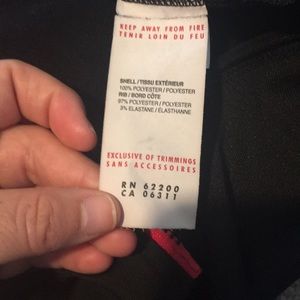 KEEP AWAY FROM FIRE
TENIR LOIN DU FEU
SHELL / TISSU EXTÉRIEUR
100% POLYESTER / POLYESTER
RIB / BORD CÔTE
97% POLYESTER / POLYESTER
3% ELASTANE / ÉLASTHANNE
EXCLUSIVE OF TRIMMINGS
SANS ACCESSOIRES
RN 62200
CA 06311